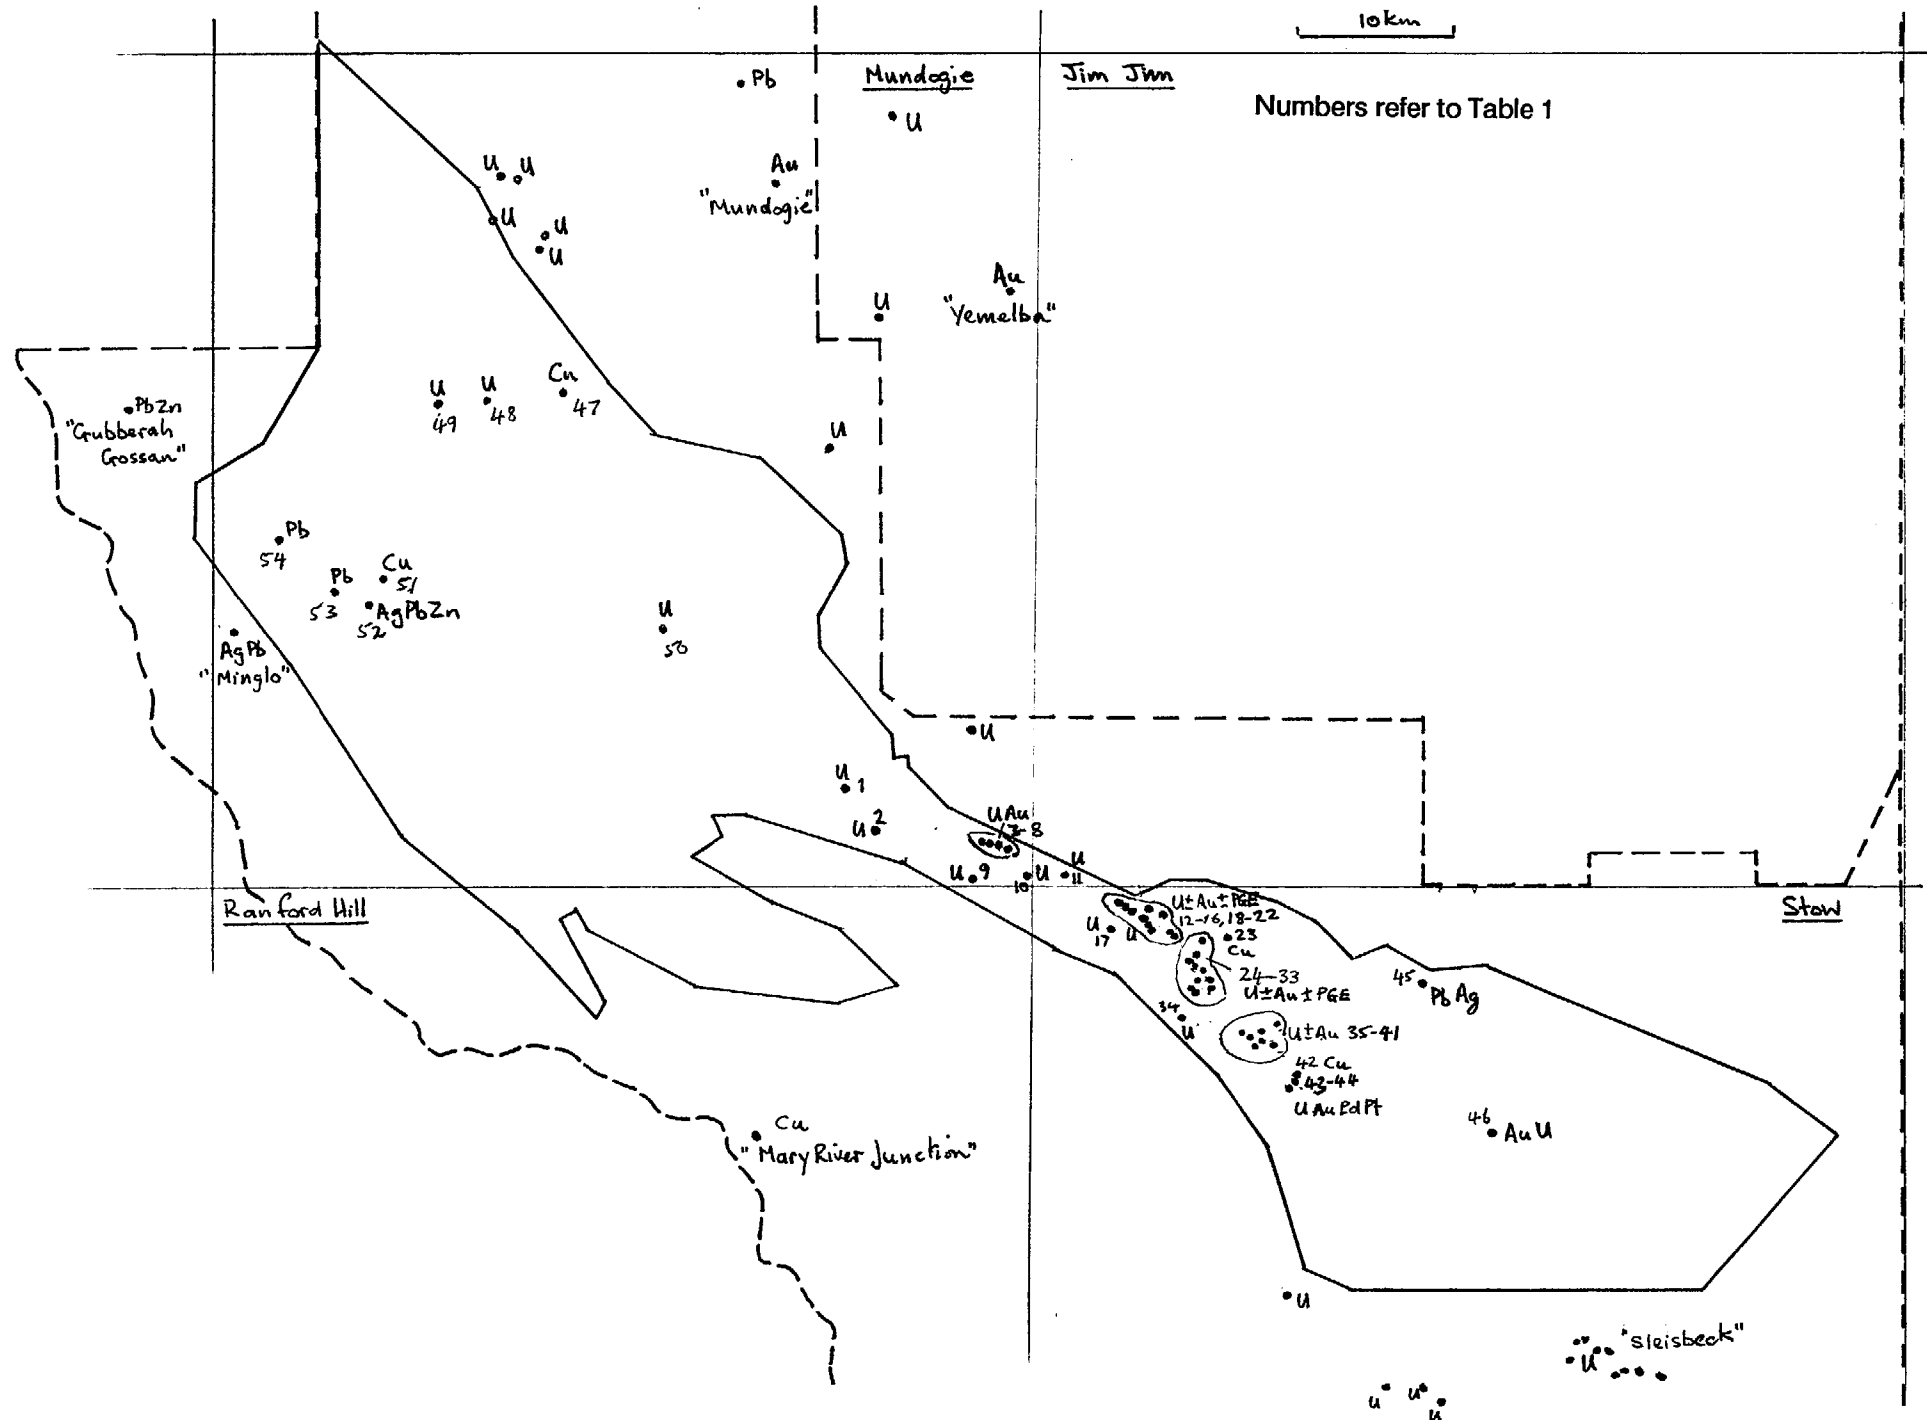 10km
Mundogie
Jim Jim
Pb
U
Numbers refer to Table 1
U U
Au
"Mundogie"
U
U
U
Au
"Yemelba"
U
PbZn
"Gubberah
Gossan"
U
49
U
48
Cu
47
U
Pb
54
Pb
53
Cu
51
AgPbZn
52
U
50
AgPb
"Minglo"
U
U 1
U 2
U Au
3-8
U 9
U
10
U
11
Ranford Hill
Stow
U±Au±PGE
12-16, 18-22
U
17
U
23
Cu
24-33
U±Au±PGE
45
Pb Ag
34
U
U±Au 35-41
42 Cu
43-44
U Au Pd Pt
46
Au U
Cu
"Mary River Junction"
U
"Sleisbeck"
U
U
U
U